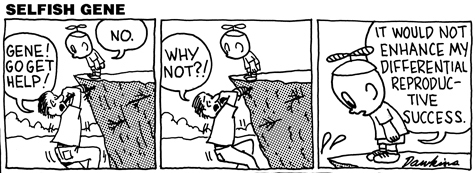 SELFISH GENE
GENE!
GO GET
HELP!
NO.
WHY
NOT?!
IT WOULD NOT
ENHANCE MY
DIFFERENTIAL
REPRODUC-
TIVE
SUCCESS.
Dawkins